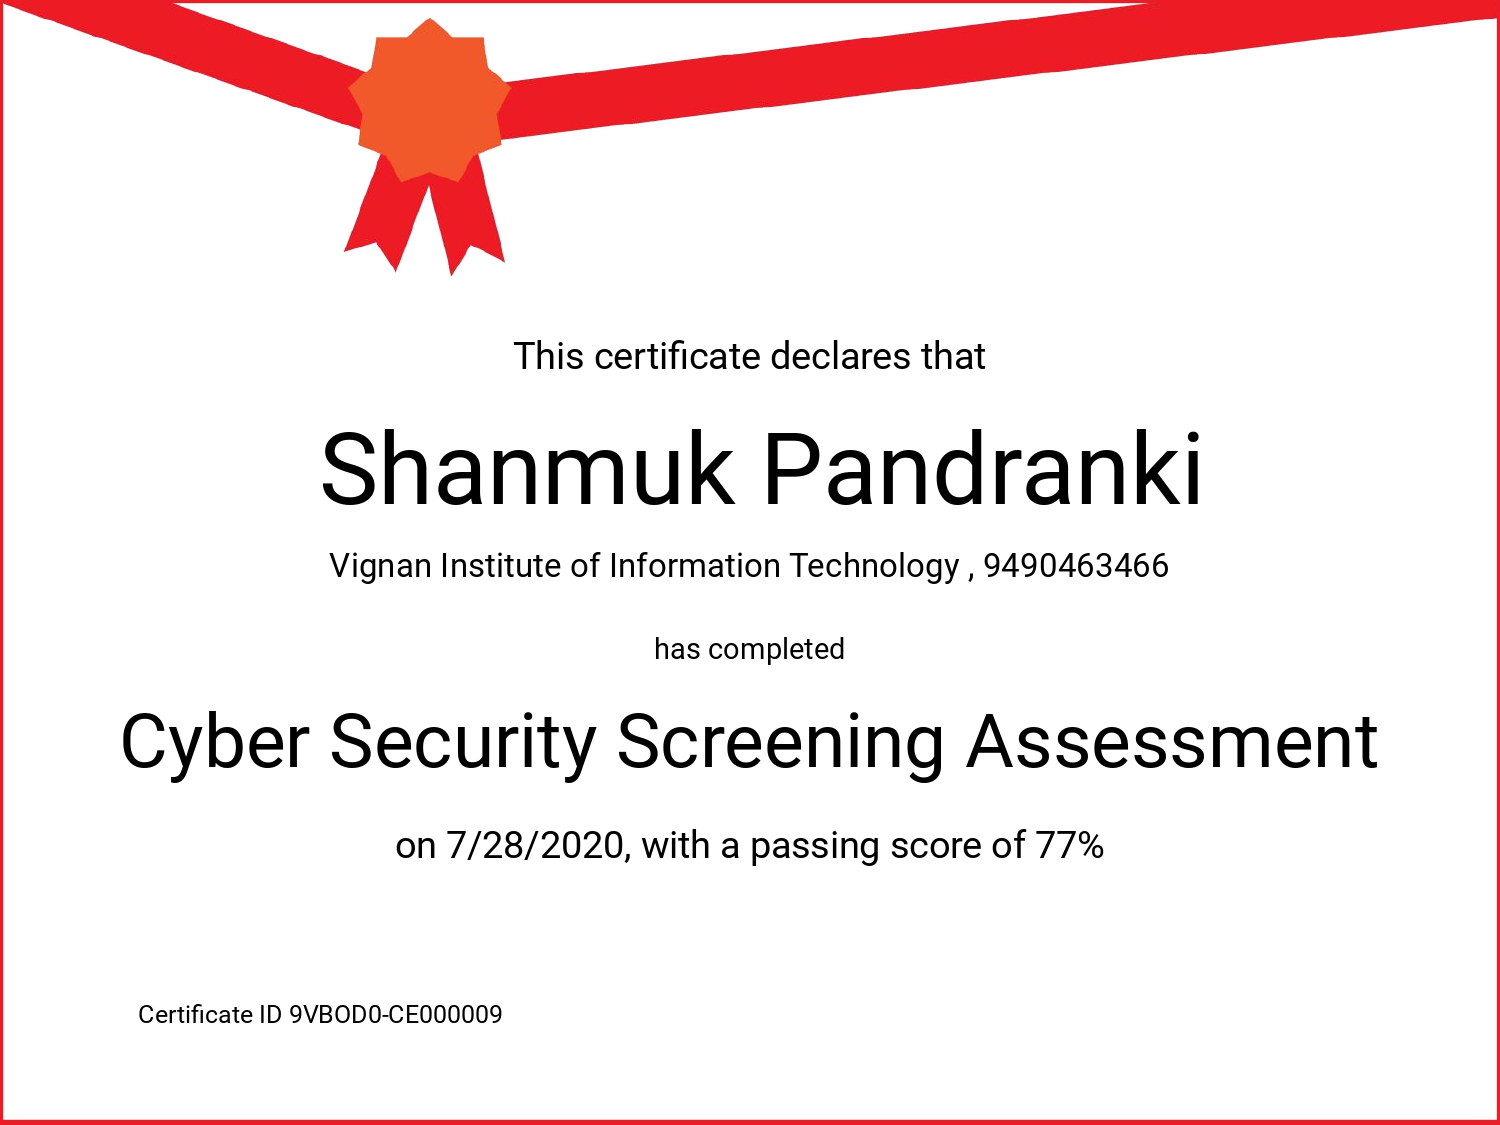 This certificate declares that
Shanmuk Pandranki
Vignan Institute of Information Technology , 9490463466
has completed
Cyber Security Screening Assessment
on 7/28/2020, with a passing score of 77%
Certificate ID 9VBOD0-CE000009